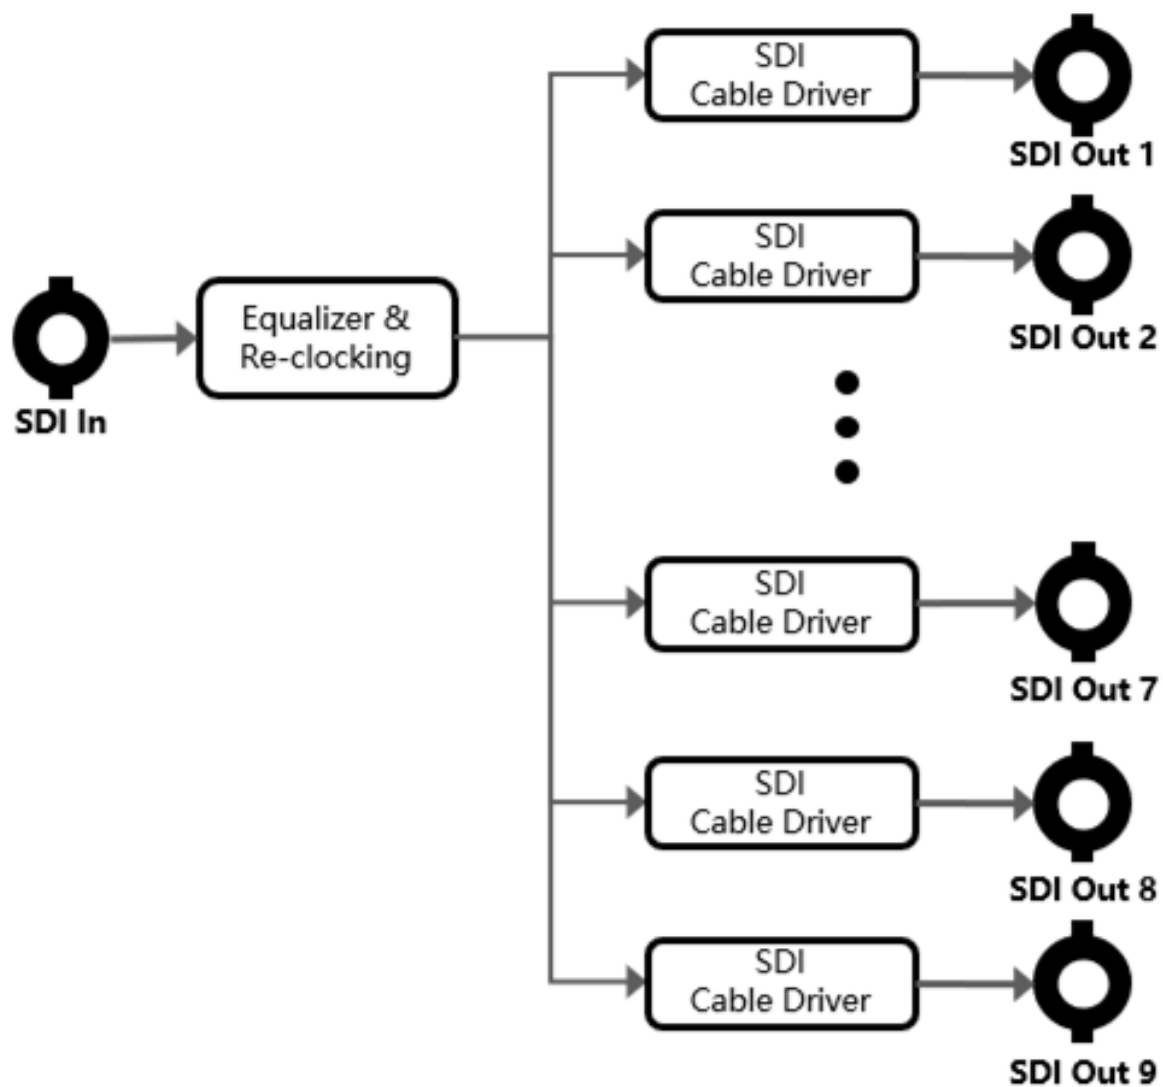 SDI
Cable Driver
SDI Out 1
SDI
Cable Driver
SDI Out 2
SDI In
Equalizer &
Re-clocking
SDI
Cable Driver
SDI Out 7
SDI
Cable Driver
SDI Out 8
SDI
Cable Driver
SDI Out 9